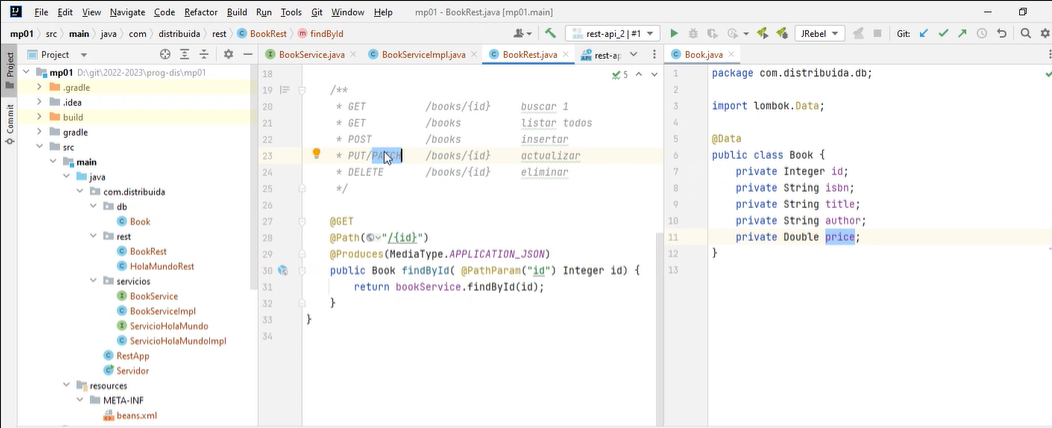 File Edit View Navigate Code Refactor Build Run Tools Git Window Help mp01 - BookRest.java [mp01.main]
mp01 src main java com distribuida rest BookRest findById rest-api_2 | #1 JRebel Git:
Project BookService.java BookServiceImpl.java BookRest.java rest-ap Book.java
Project
Commit
mp01 D:\git\2022-2023\prog-dis\mp01
.gradle
.idea
build
gradle
src
main
java
com.distribuida
db
Book
rest
BookRest
HolaMundoRest
servicios
BookService
BookServiceImpl
ServicioHolaMundo
ServicioHolaMundoImpl
RestApp
Servidor
resources
META-INF
beans.xml
5
18
19 /**
20 * GET /books/{id} buscar 1
21 * GET /books listar todos
22 * POST /books insertar
23 * PUT/PATCH /books/{id} actualizar
24 * DELETE /books/{id} eliminar
25 */
26
27 @GET
28 @Path("/{id}")
29 @Produces(MediaType.APPLICATION_JSON)
30 public Book findById( @PathParam("id") Integer id) {
31 return bookService.findById(id);
32 }
33 }
34
1 package com.distribuida.db;
2
3 import lombok.Data;
4
5 @Data
6 public class Book {
7 private Integer id;
8 private String isbn;
9 private String title;
10 private String author;
11 private Double price;
12 }
13